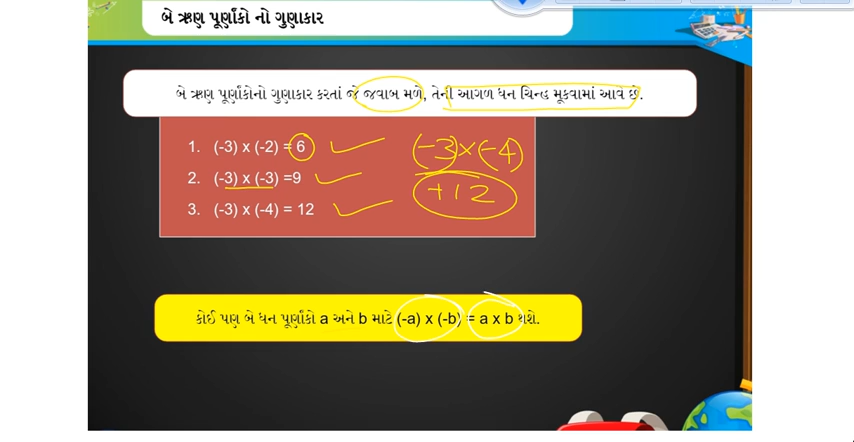 બે ઋણ પૂર્ણાંકો નો ગુણાકાર
બે ઋણ પૂર્ણાંકોનો ગુણાકાર કરતાં જે જવાબ મળે, તેની આગળ ધન ચિન્હ મૂકવામાં આવે છે.
1. (-3) x (-2) = 6
2. (-3) x (-3) =9
3. (-3) x (-4) = 12
(-3)×(-4)
+12
કોઈ પણ બે ધન પૂર્ણાંકો a અને b માટે (-a) x (-b) = a x b થશે.